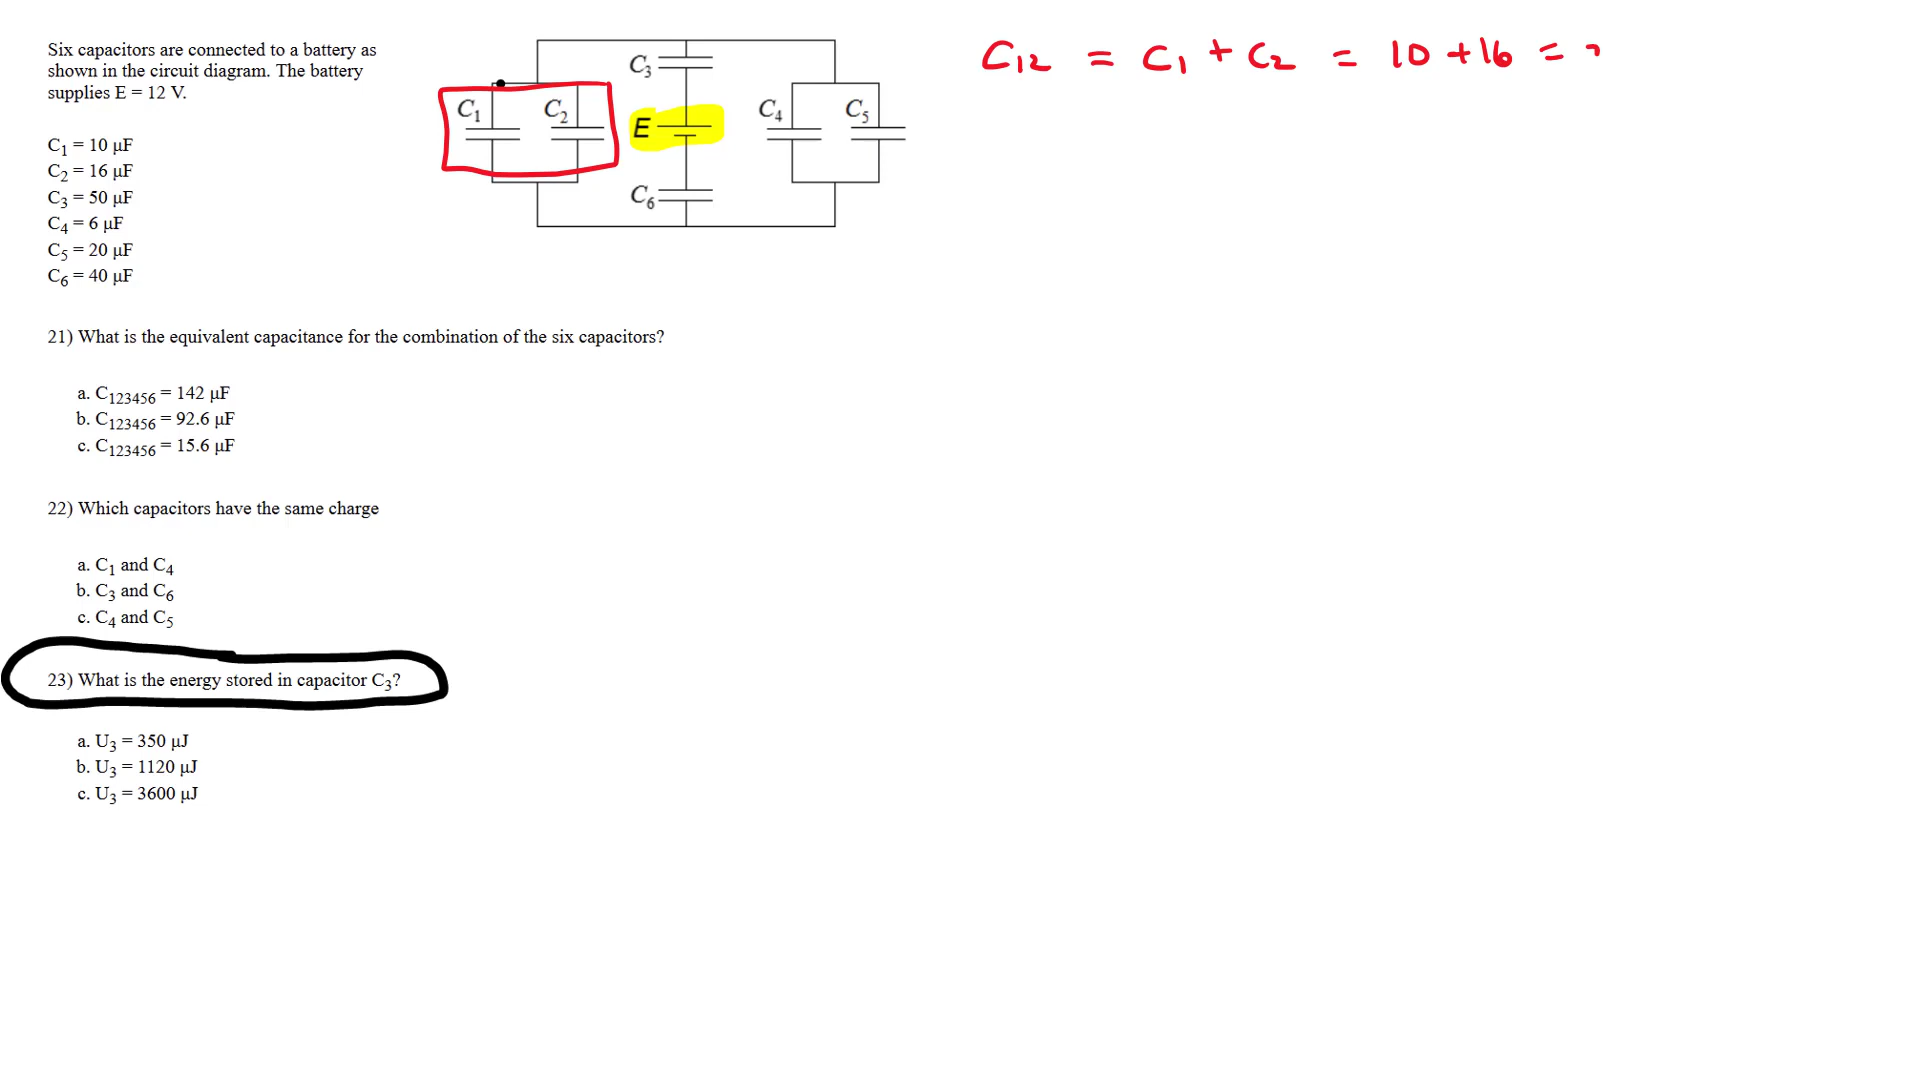 Six capacitors are connected to a battery as
shown in the circuit diagram. The battery
supplies E = 12 V.
C₁ = 10 μF
C₂ = 16 μF
C₃ = 50 μF
C₄ = 6 μF
C₅ = 20 μF
C₆ = 40 μF
C₁ C₂ C₃ E C₆ C₄ C₅
C₁₂ = C₁ + C₂ = 10 + 16 =
21) What is the equivalent capacitance for the combination of the six capacitors?
a. C₁₂₃₄₅₆ = 142 μF
b. C₁₂₃₄₅₆ = 92.6 μF
c. C₁₂₃₄₅₆ = 15.6 μF
22) Which capacitors have the same charge
a. C₁ and C₄
b. C₃ and C₆
c. C₄ and C₅
23) What is the energy stored in capacitor C₃?
a. U₃ = 350 μJ
b. U₃ = 1120 μJ
c. U₃ = 3600 μJ